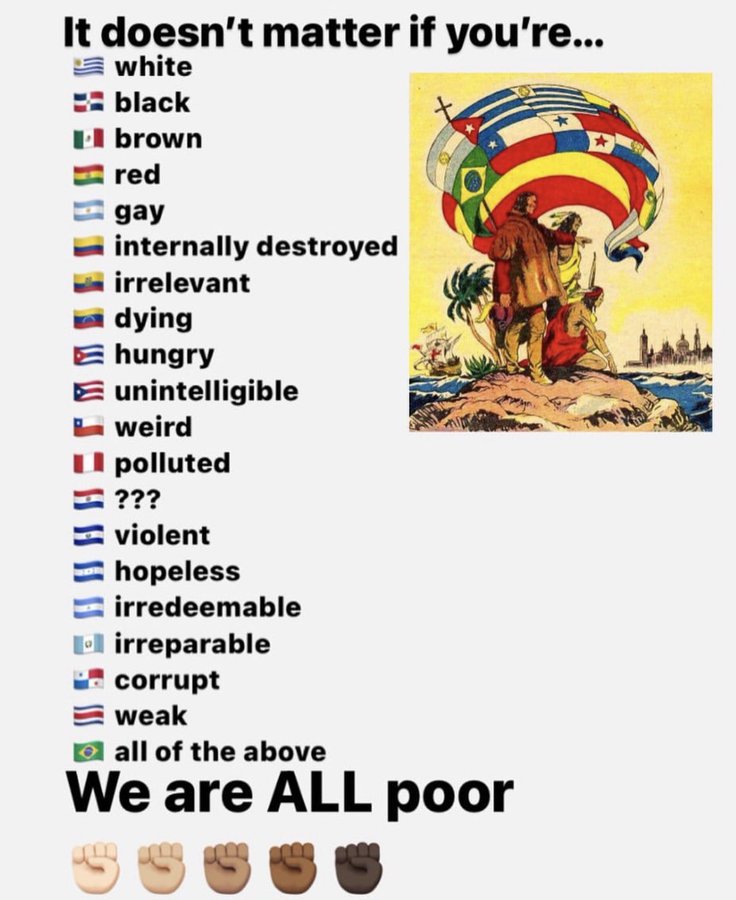 It doesn't matter if you're...
🇺🇾 white
🇩🇴 black
🇲🇽 brown
🇧🇴 red
🇦🇷 gay
🇨🇴 internally destroyed
🇪🇨 irrelevant
🇻🇪 dying
🇨🇺 hungry
🇵🇷 unintelligible
🇨🇱 weird
🇵🇪 polluted
🇵🇾 ???
🇸🇻 violent
🇭🇳 hopeless
🇳🇮 irredeemable
🇬🇹 irreparable
🇵🇦 corrupt
🇨🇷 weak
🇧🇷 all of the above
We are ALL poor
✊🏻 ✊🏼 ✊🏽 ✊🏾 ✊🏿